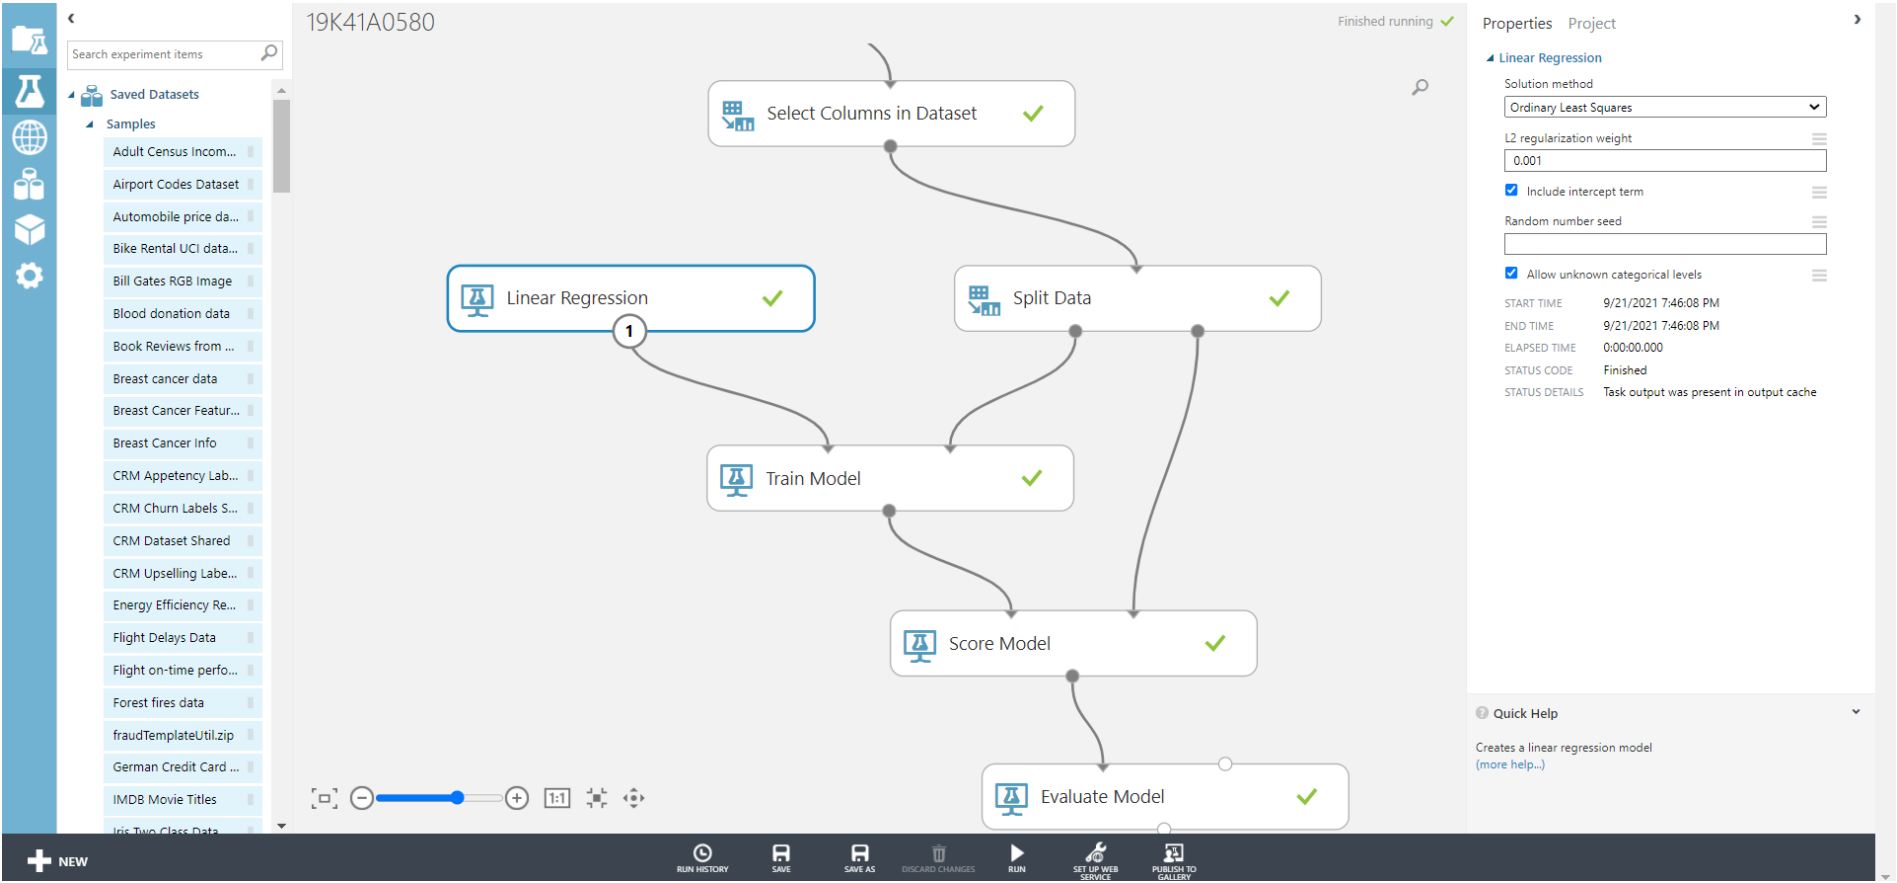 19K41A0580
Finished running
Search experiment items
Saved Datasets
Samples
Adult Census Incom...
Airport Codes Dataset
Automobile price da...
Bike Rental UCI data...
Bill Gates RGB Image
Blood donation data
Book Reviews from ...
Breast cancer data
Breast Cancer Featur...
Breast Cancer Info
CRM Appetency Lab...
CRM Churn Labels S...
CRM Dataset Shared
CRM Upselling Labe...
Energy Efficiency Re...
Flight Delays Data
Flight on-time perfo...
Forest fires data
fraudTemplateUtil.zip
German Credit Card ...
IMDB Movie Titles
Iris Two Class Data
Select Columns in Dataset
Linear Regression
1
Split Data
Train Model
Score Model
Evaluate Model
1:1
Properties Project
Linear Regression
Solution method
Ordinary Least Squares
L2 regularization weight
0.001
Include intercept term
Random number seed
Allow unknown categorical levels
START TIME 9/21/2021 7:46:08 PM
END TIME 9/21/2021 7:46:08 PM
ELAPSED TIME 0:00:00.000
STATUS CODE Finished
STATUS DETAILS Task output was present in output cache
Quick Help
Creates a linear regression model
(more help...)
NEW
RUN HISTORY
SAVE
SAVE AS
DISCARD CHANGES
RUN
SET UP WEB
SERVICE
PUBLISH TO
GALLERY